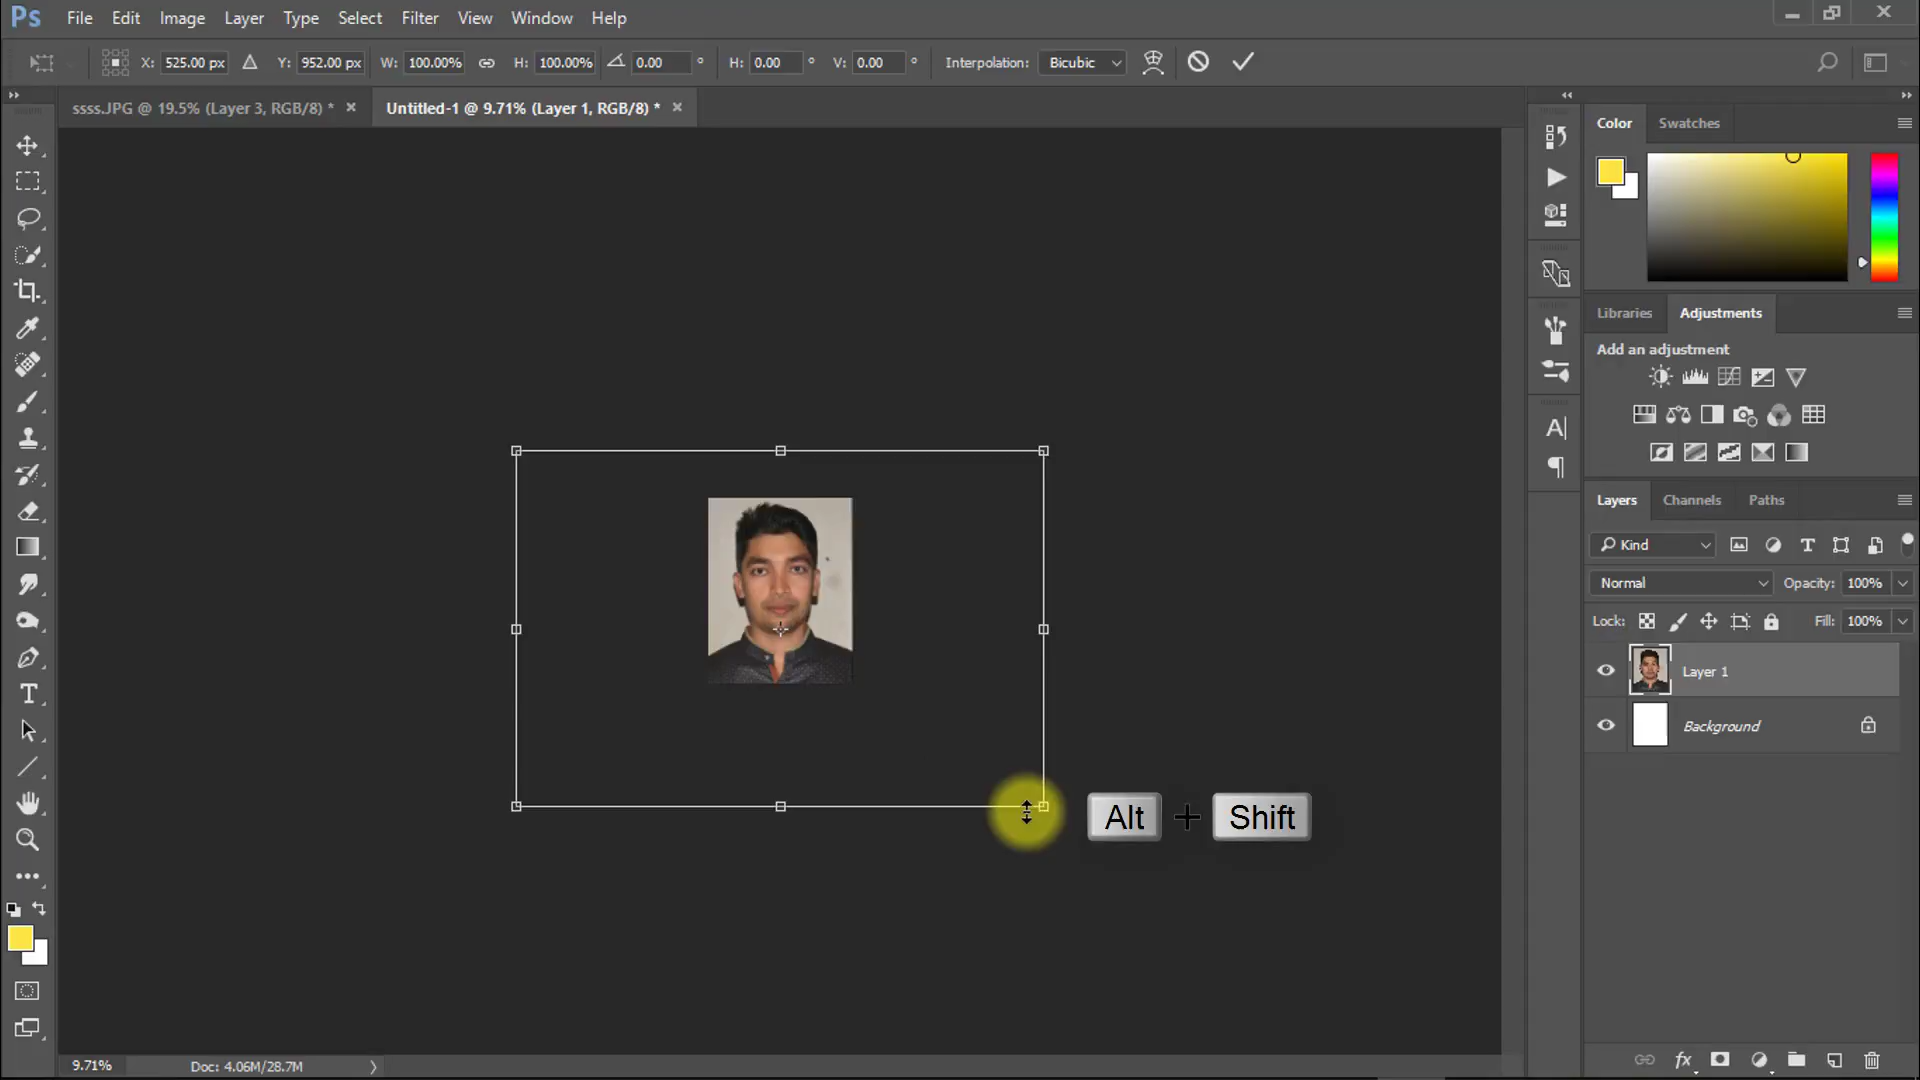 Ps File Edit Image Layer Type Select Filter View Window Help
X: 525.00 px Y: 952.00 px W: 100.00% H: 100.00% 0.00 ° H: 0.00 V: 0.00 ° Interpolation: Bicubic
ssss.JPG @ 19.5% (Layer 3, RGB/8) * × Untitled-1 @ 9.71% (Layer 1, RGB/8) * ×
Color Swatches
Libraries Adjustments
Add an adjustment
Layers Channels Paths
Kind
Normal Opacity: 100%
Lock: Fill: 100%
Layer 1
Background
Alt + Shift
9.71% Doc: 4.06M/28.7M
fx